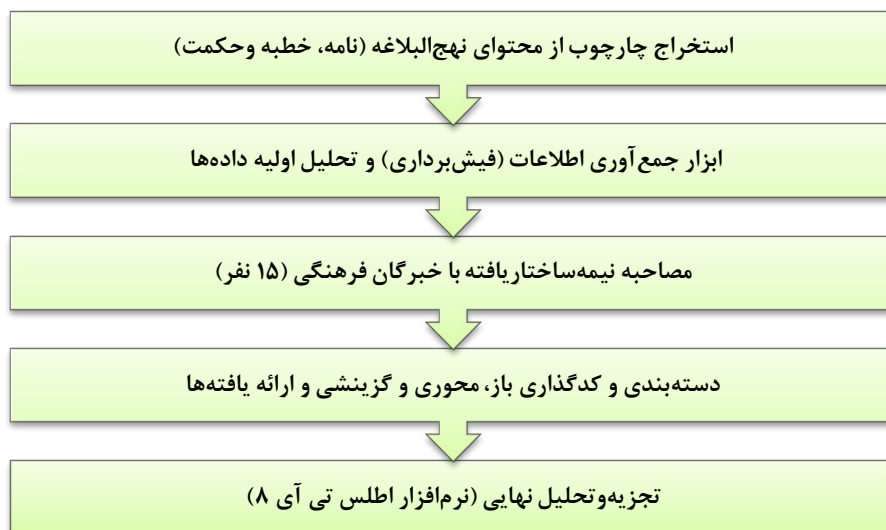 استخراج چارچوب از محتوای نهج‌البلاغه (نامه، خطبه وحکمت)
ابزار جمع‌آوری اطلاعات (فیش‌برداری) و تحلیل اولیه داده‌ها
مصاحبه نیمه‌ساختاریافته با خبرگان فرهنگی (۱۵ نفر)
دسته‌بندی و کدگذاری باز، محوری و گزینشی و ارائه یافته‌ها
تجزیه‌وتحلیل نهایی (نرم‌افزار اطلس تی آی ۸)